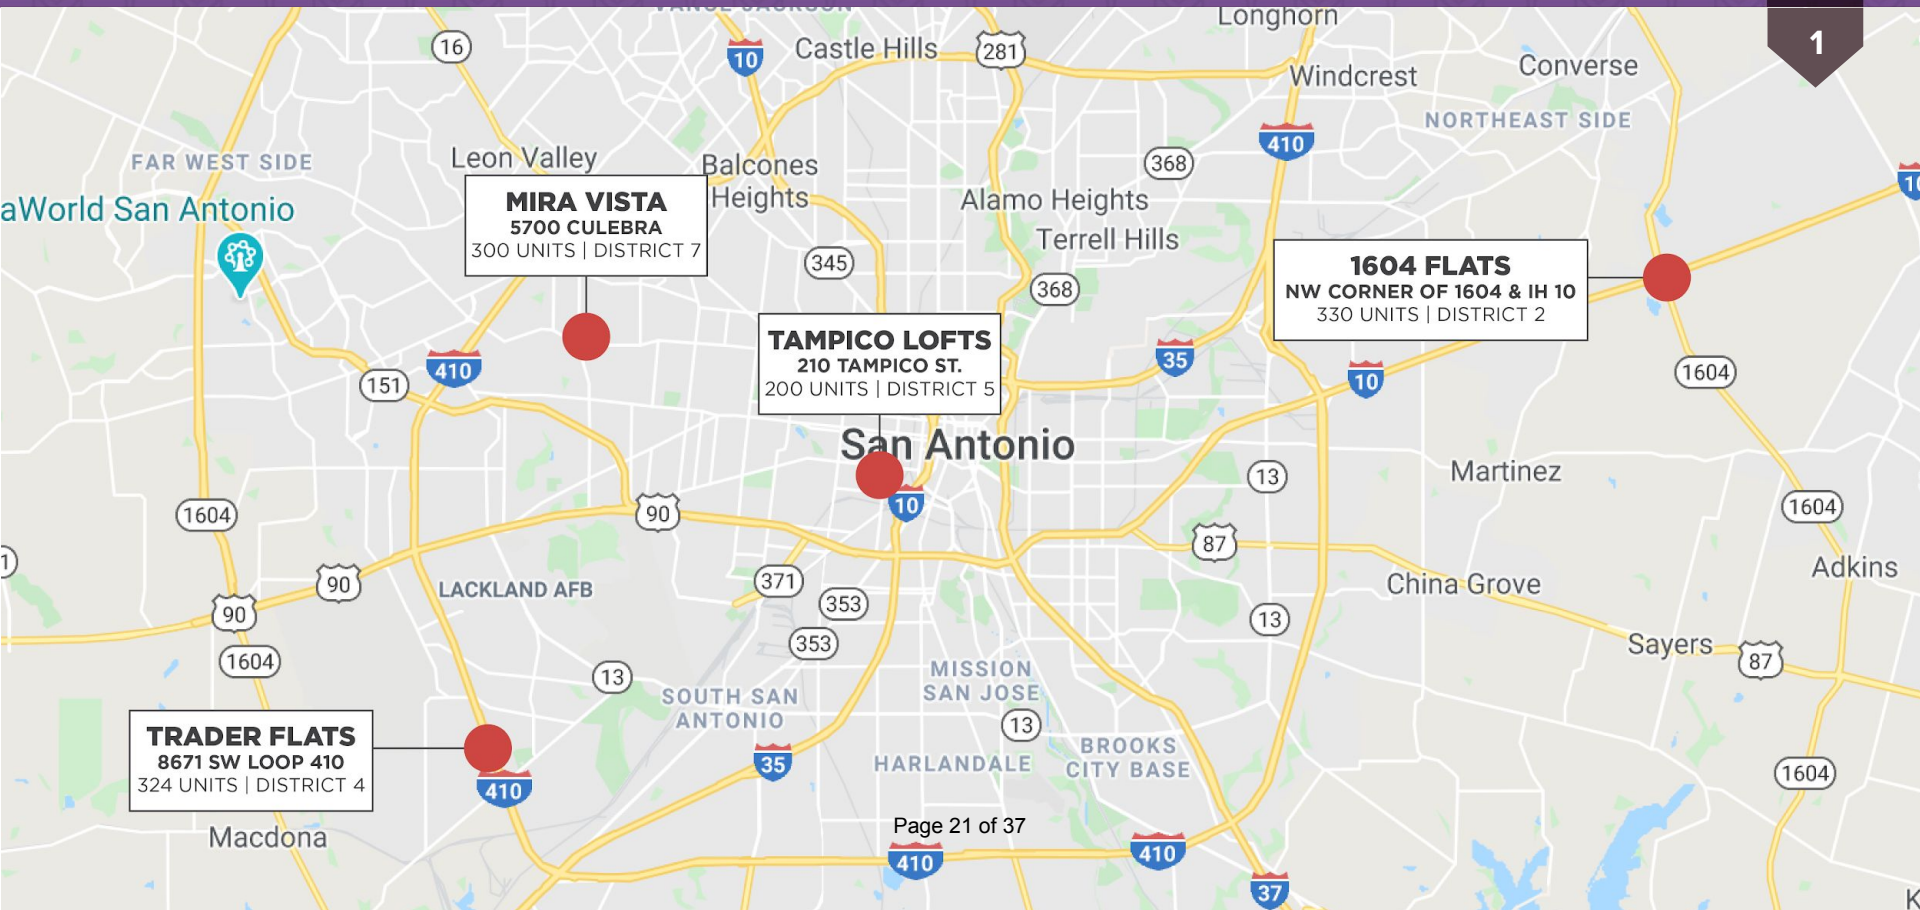 VANCE JACKSON
Longhorn
1
16
10
Castle Hills
281
Windcrest
Converse
NORTHEAST SIDE
410
FAR WEST SIDE
Leon Valley
Balcones
Heights
368
10
aWorld San Antonio
Alamo Heights
Terrell Hills
MIRA VISTA
5700 CULEBRA
300 UNITS | DISTRICT 7
345
368
1604 FLATS
NW CORNER OF 1604 & IH 10
330 UNITS | DISTRICT 2
TAMPICO LOFTS
210 TAMPICO ST.
200 UNITS | DISTRICT 5
410
151
35
10
1604
San Antonio
13
Martinez
10
1604
90
1604
87
1
90
LACKLAND AFB
371
353
China Grove
Adkins
90
13
353
1604
Sayers
87
13
MISSION
SAN JOSE
SOUTH SAN
ANTONIO
13
TRADER FLATS
8671 SW LOOP 410
324 UNITS | DISTRICT 4
BROOKS
CITY BASE
HARLANDALE
35
1604
410
Macdona
Page 21 of 37
410
410
37
K